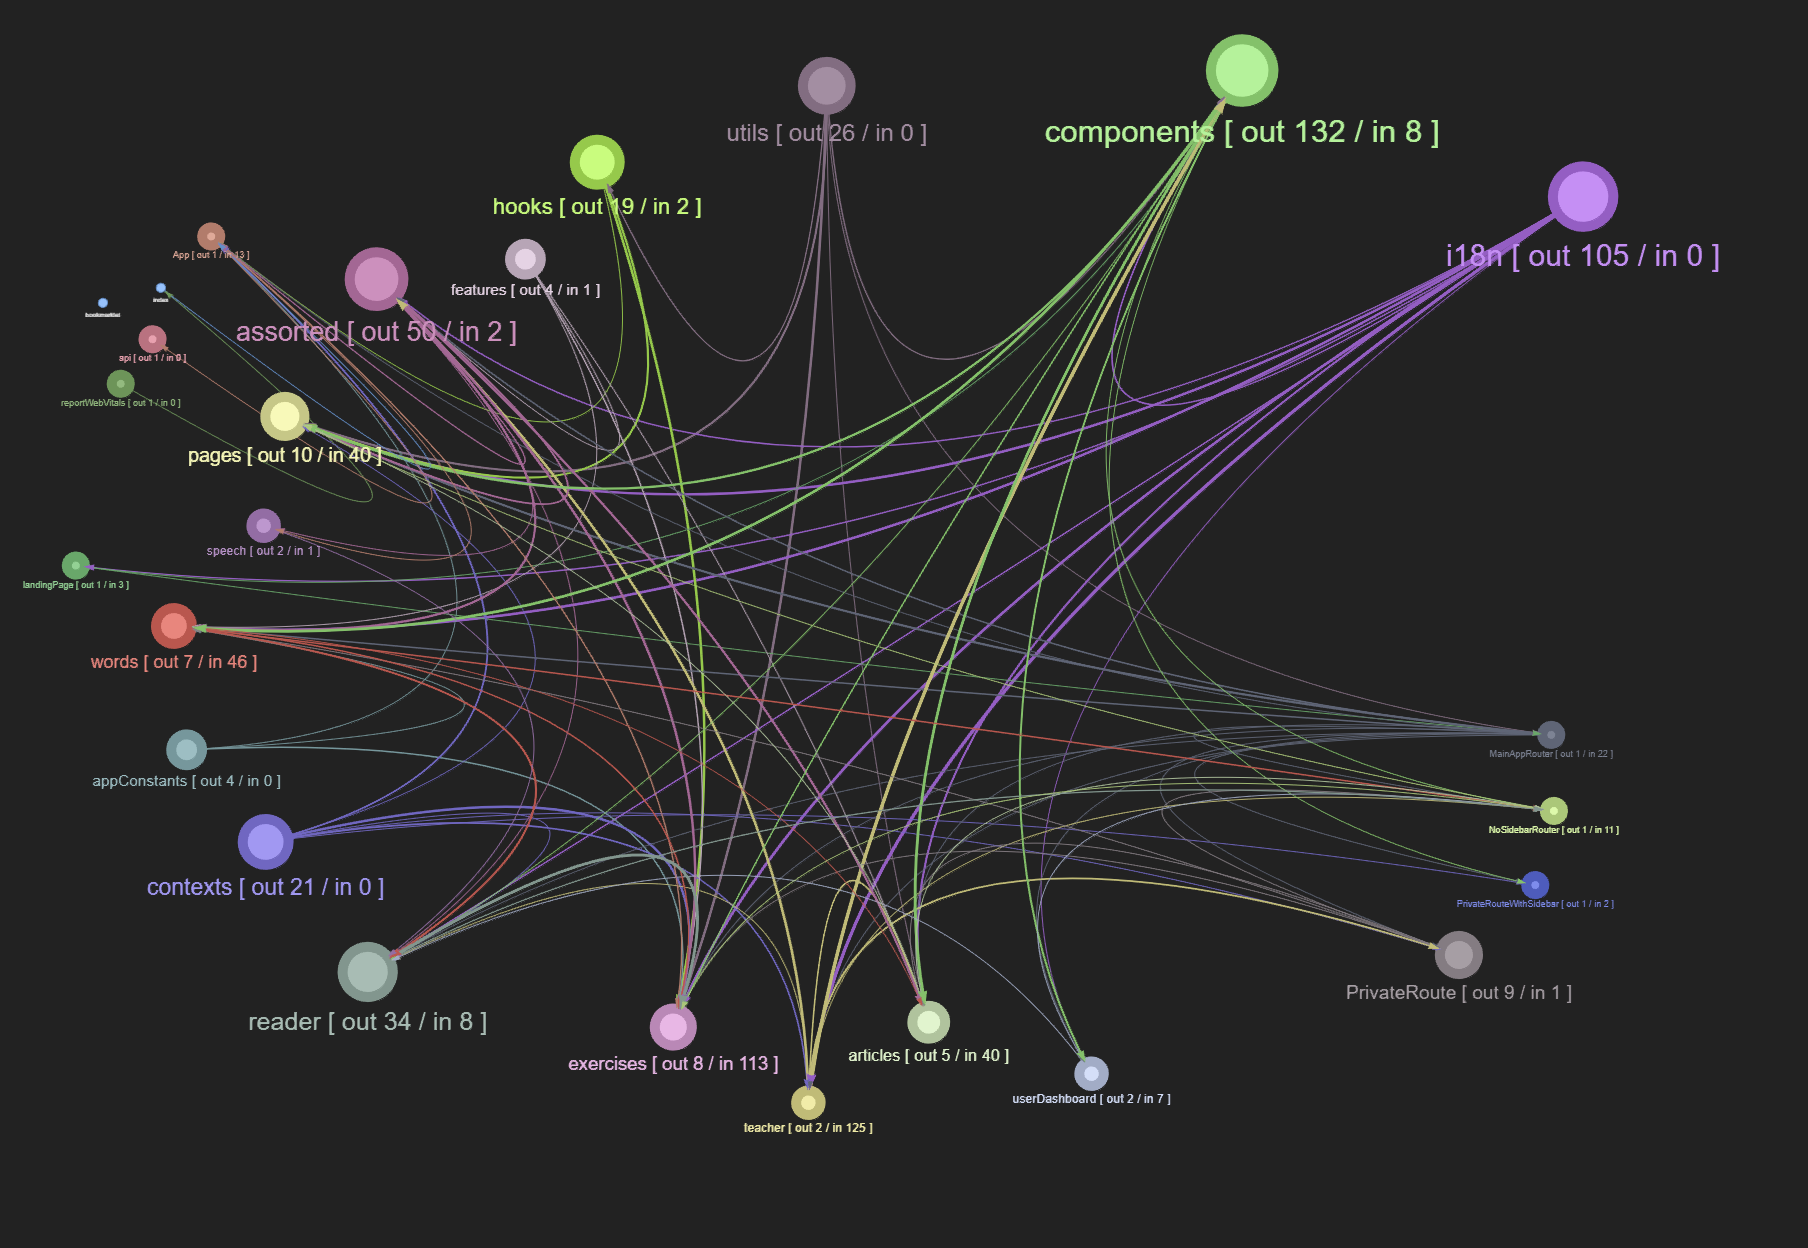 utils [ out 26 / in 0 ]
components [ out 132 / in 8 ]
hooks [ out 19 / in 2 ]
i18n [ out 105 / in 0 ]
App [ out 1 / in 13 ]
features [ out 4 / in 1 ]
index
assorted [ out 50 / in 2 ]
api [ out 1 / in 0 ]
reportWebVitals [ out 1 / in 0 ]
pages [ out 10 / in 40 ]
speech [ out 2 / in 1 ]
landingPage [ out 1 / in 3 ]
words [ out 7 / in 46 ]
MainAppRouter [ out 1 / in 22 ]
appConstants [ out 4 / in 0 ]
NoSidebarRouter [ out 1 / in 11 ]
contexts [ out 21 / in 0 ]
PrivateRouteWithSidebar [ out 1 / in 2 ]
PrivateRoute [ out 9 / in 1 ]
reader [ out 34 / in 8 ]
articles [ out 5 / in 40 ]
exercises [ out 8 / in 113 ]
userDashboard [ out 2 / in 7 ]
teacher [ out 2 / in 125 ]